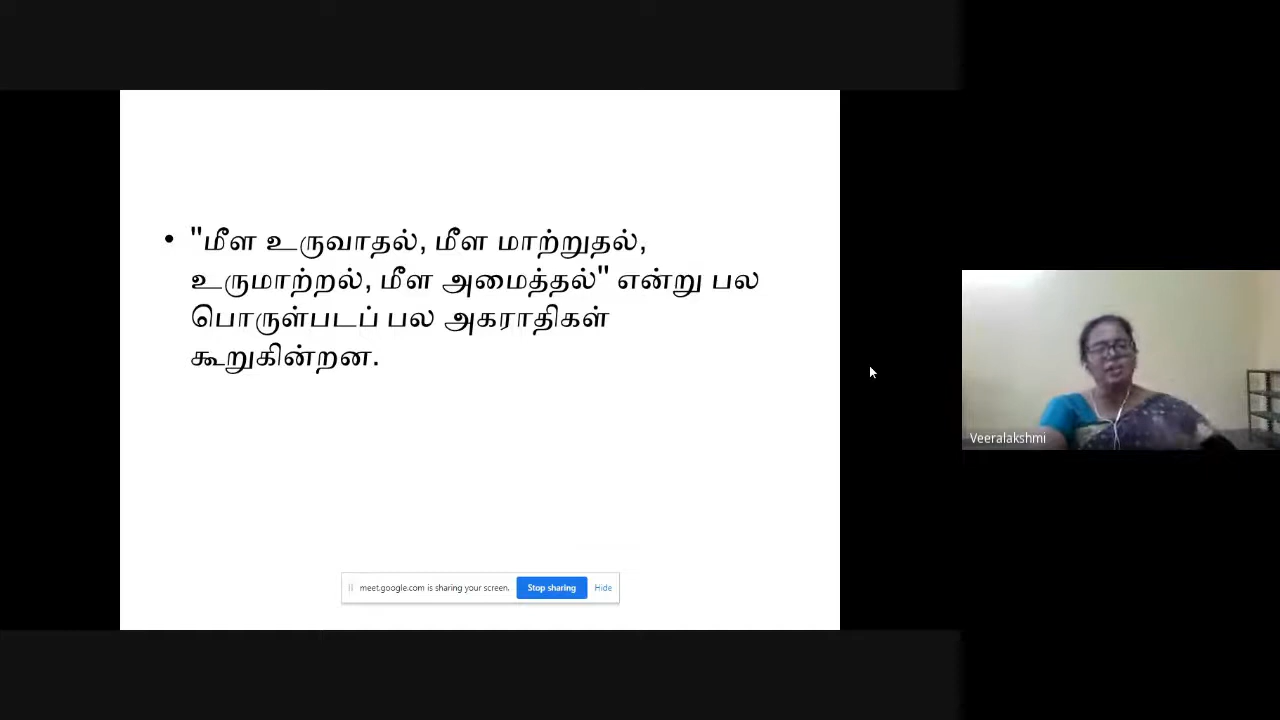 • "மீள உருவாதல், மீள மாற்றுதல்,
உருமாற்றல், மீள அமைத்தல்" என்று பல
பொருள்படப் பல அகராதிகள்
கூறுகின்றன.
Veeralakshmi
meet.google.com is sharing your screen. Stop sharing Hide